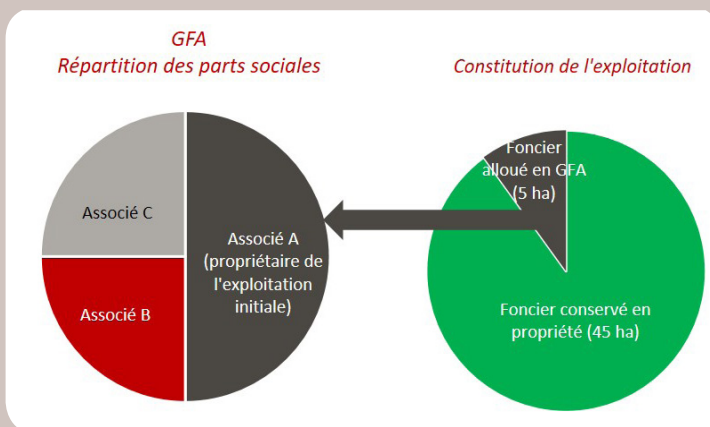 GFA
Répartition des parts sociales
Constitution de l'exploitation
Associé C
Associé B
Associé A
(propriétaire de
l'exploitation
initiale)
Foncier
alloué en GFA
(5 ha)
Foncier conservé en
propriété (45 ha)